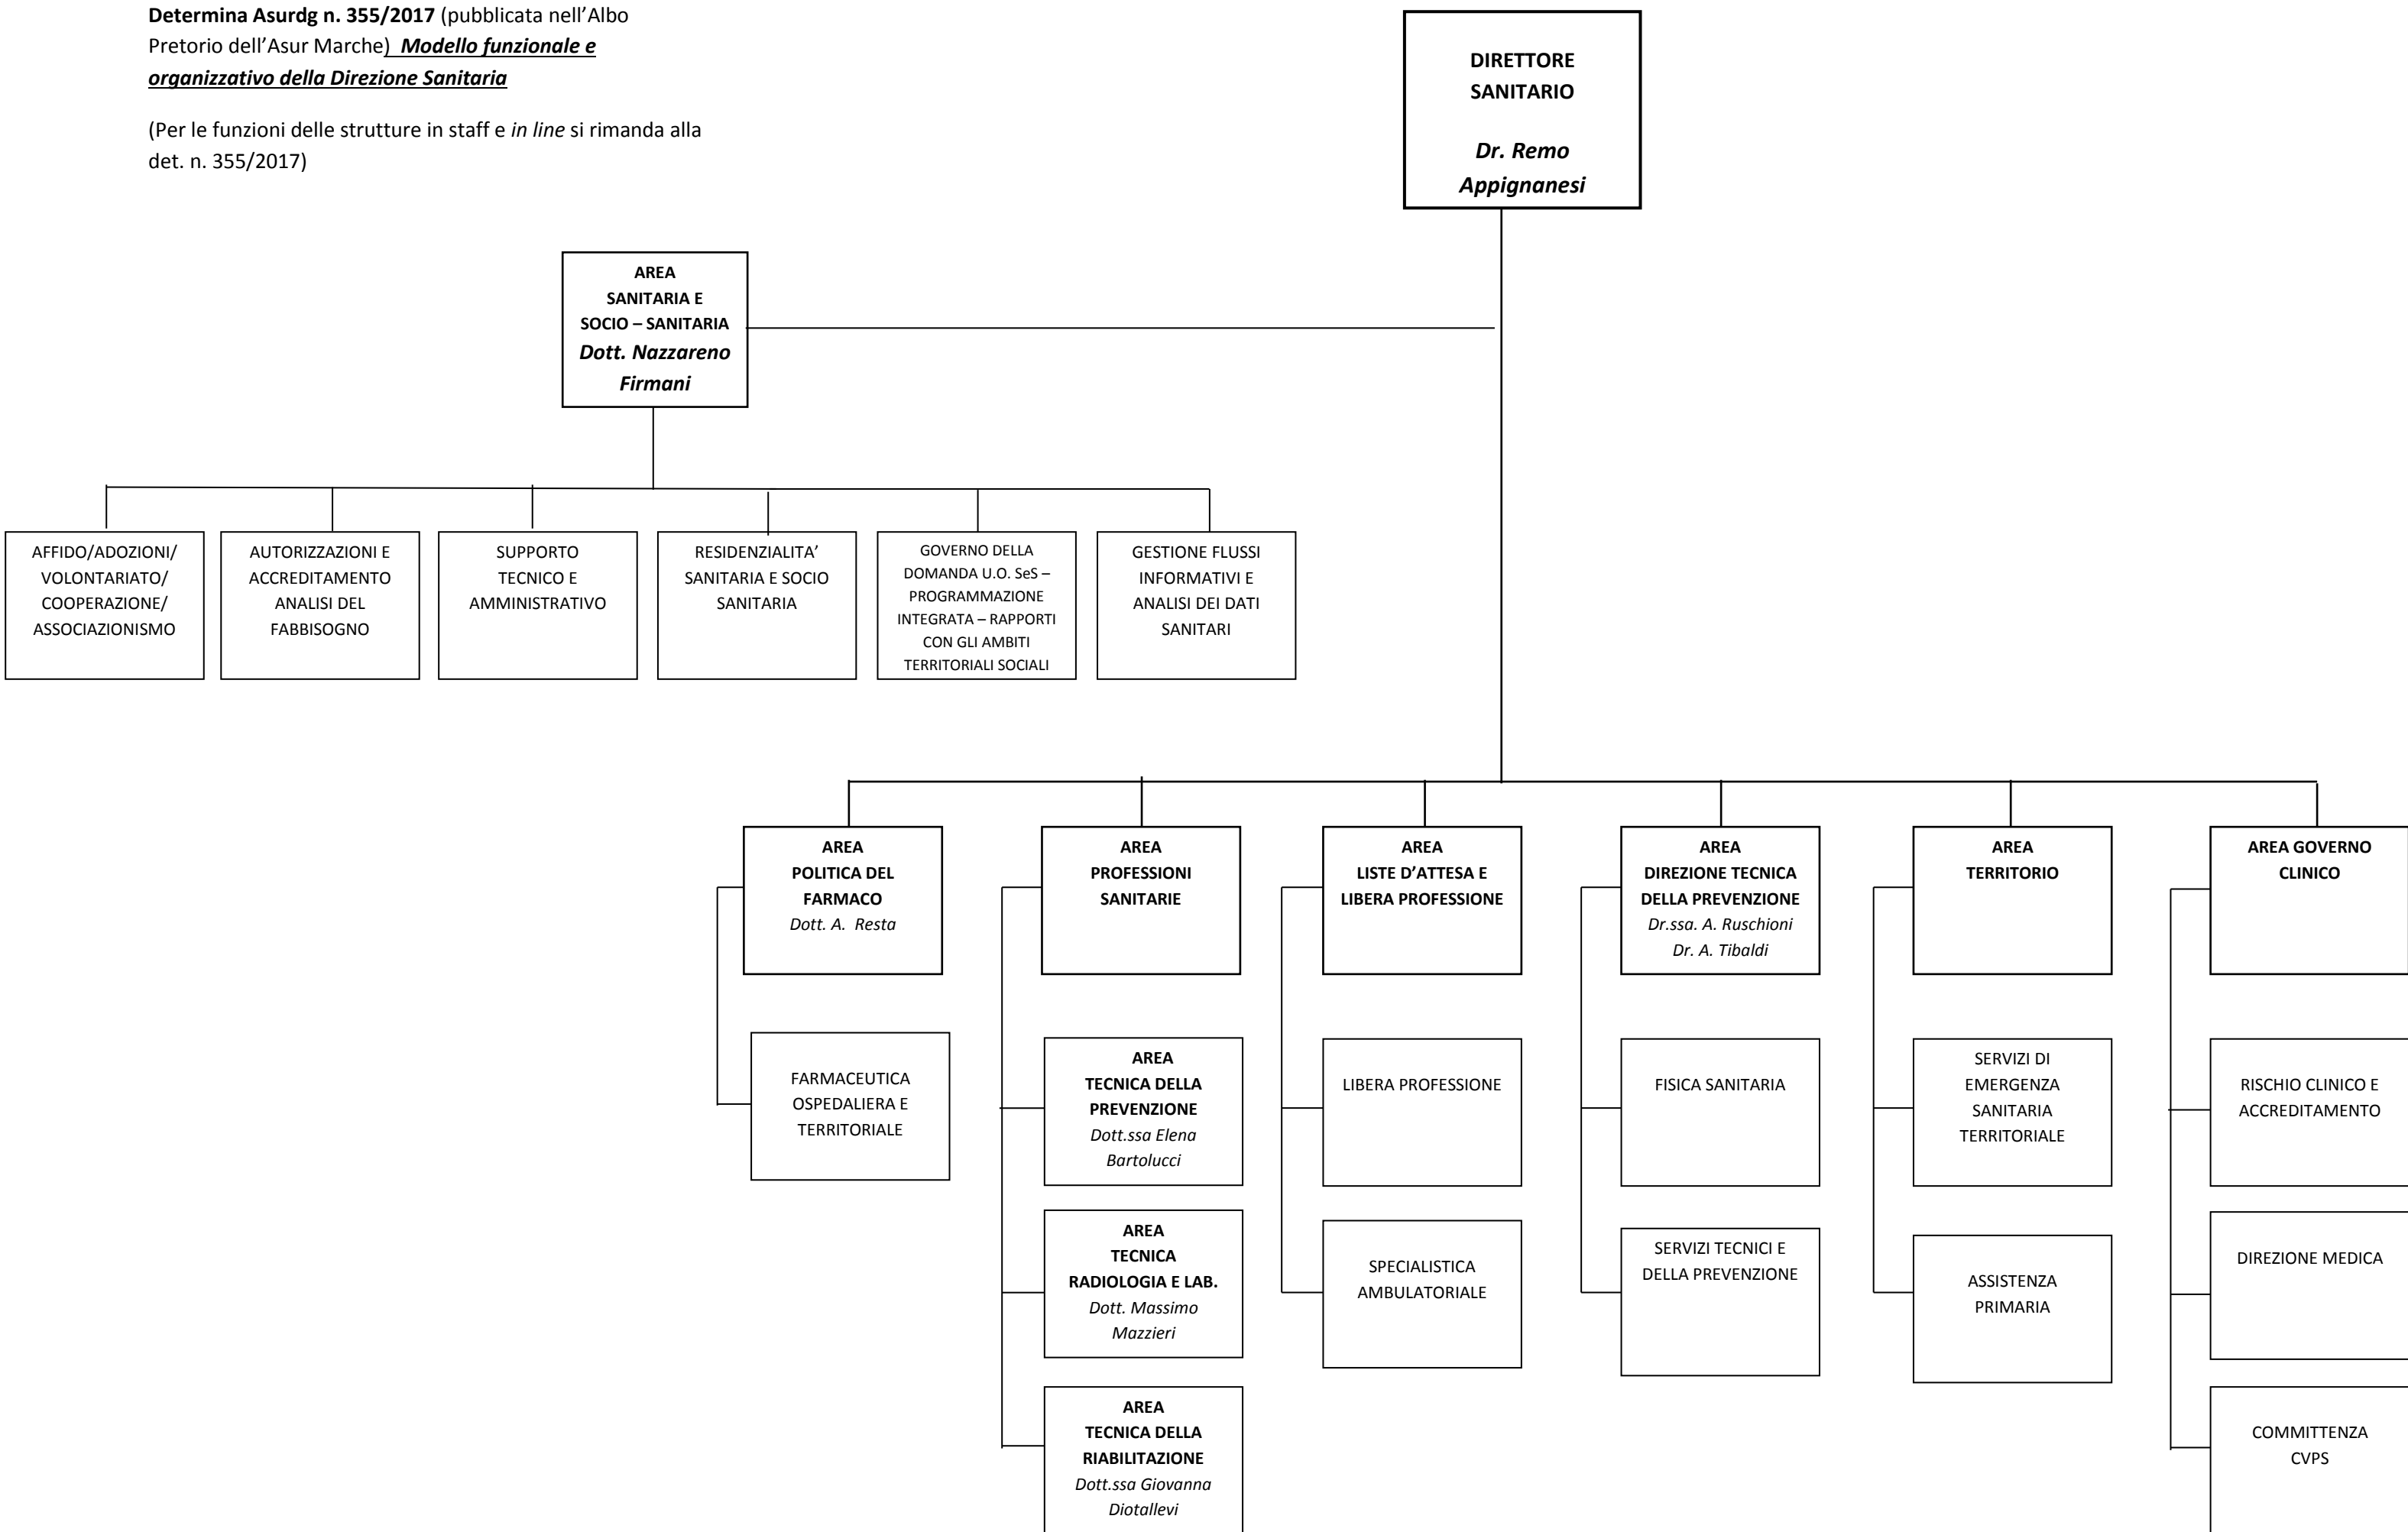 Determina Asurdg n. 355/2017 (pubblicata nell’Albo
Pretorio dell’Asur Marche) Modello funzionale e
organizzativo della Direzione Sanitaria
(Per le funzioni delle strutture in staff e in line si rimanda alla
det. n. 355/2017)
DIRETTORE
SANITARIO
Dr. Remo
Appignanesi
AREA
SANITARIA E
SOCIO – SANITARIA
Dott. Nazzareno
Firmani
AFFIDO/ADOZIONI/
VOLONTARIATO/
COOPERAZIONE/
ASSOCIAZIONISMO
AUTORIZZAZIONI E
ACCREDITAMENTO
ANALISI DEL
FABBISOGNO
SUPPORTO
TECNICO E
AMMINISTRATIVO
RESIDENZIALITA’
SANITARIA E SOCIO
SANITARIA
GOVERNO DELLA
DOMANDA U.O. SeS –
PROGRAMMAZIONE
INTEGRATA – RAPPORTI
CON GLI AMBITI
TERRITORIALI SOCIALI
GESTIONE FLUSSI
INFORMATIVI E
ANALISI DEI DATI
SANITARI
AREA
POLITICA DEL
FARMACO
Dott. A. Resta
FARMACEUTICA
OSPEDALIERA E
TERRITORIALE
AREA
PROFESSIONI
SANITARIE
AREA
TECNICA DELLA
PREVENZIONE
Dott.ssa Elena
Bartolucci
AREA
TECNICA
RADIOLOGIA E LAB.
Dott. Massimo
Mazzieri
AREA
TECNICA DELLA
RIABILITAZIONE
Dott.ssa Giovanna
Diotallevi
AREA
LISTE D’ATTESA E
LIBERA PROFESSIONE
LIBERA PROFESSIONE
SPECIALISTICA
AMBULATORIALE
AREA
DIREZIONE TECNICA
DELLA PREVENZIONE
Dr.ssa. A. Ruschioni
Dr. A. Tibaldi
FISICA SANITARIA
SERVIZI TECNICI E
DELLA PREVENZIONE
AREA
TERRITORIO
SERVIZI DI
EMERGENZA
SANITARIA
TERRITORIALE
ASSISTENZA
PRIMARIA
AREA GOVERNO
CLINICO
RISCHIO CLINICO E
ACCREDITAMENTO
DIREZIONE MEDICA
COMMITTENZA
CVPS